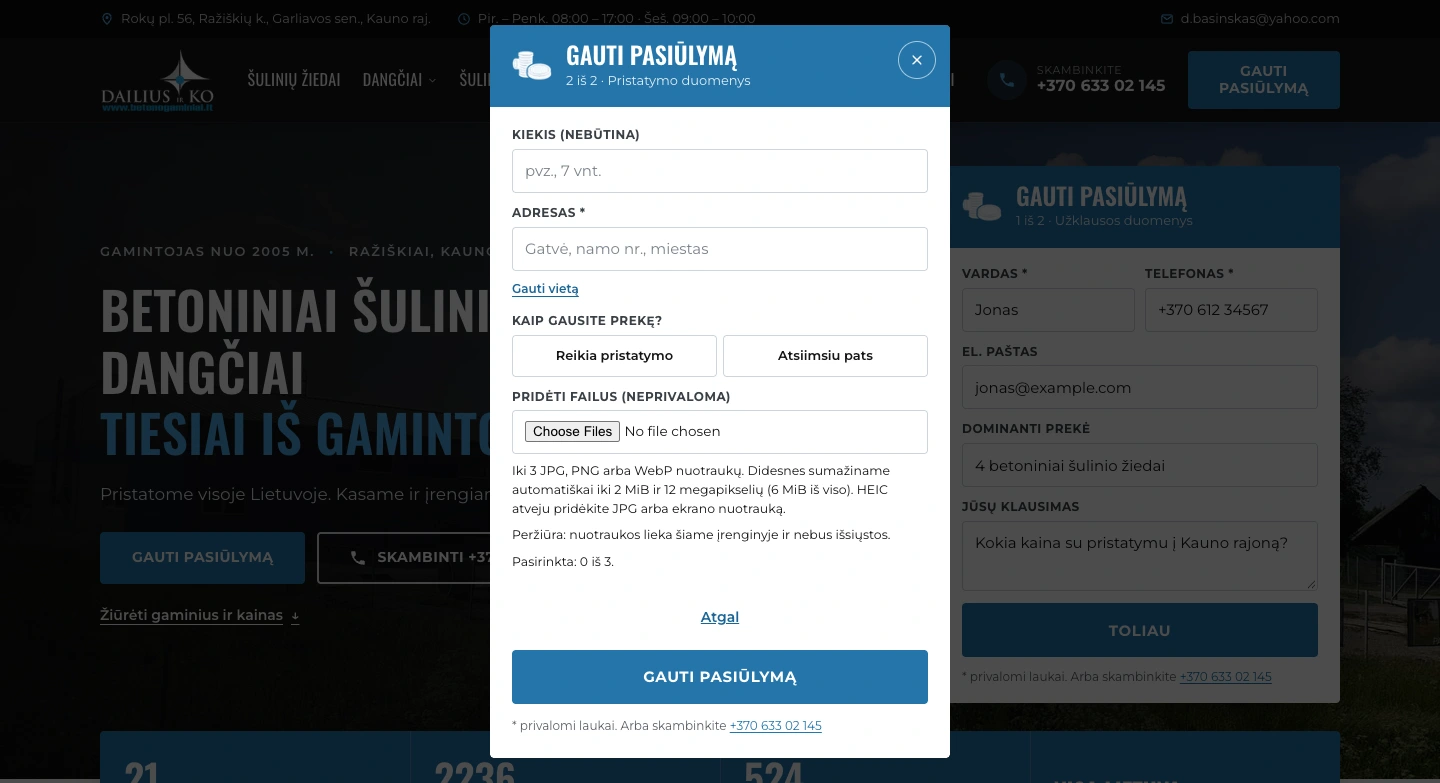 Rokų pl. 56, Ražiškių k., Garliavos sen., Kauno raj.
Pir. – Penk. 08:00 – 17:00 · Šeš. 09:00 – 10:00
d.basinskas@yahoo.com
DAILIUS IR KO
www.betonogaminiai.lt
ŠULINIŲ ŽIEDAI
DANGČIAI
SKAMBINKITE
+370 633 02 145
GAUTI
PASIŪLYMĄ
GAUTI PASIŪLYMĄ
2 iš 2 · Pristatymo duomenys
KIEKIS (NEBŪTINA)
pvz., 7 vnt.
ADRESAS *
Gatvė, namo nr., miestas
Gauti vietą
KAIP GAUSITE PREKĘ?
Reikia pristatymo
Atsiimsiu pats
PRIDĖTI FAILUS (NEPRIVALOMA)
Choose Files No file chosen
Iki 3 JPG, PNG arba WebP nuotraukų. Didesnes sumažiname
automatiškai iki 2 MiB ir 12 megapikselių (6 MiB iš viso). HEIC
atveju pridėkite JPG arba ekrano nuotrauką.
Peržiūra: nuotraukos lieka šiame įrenginyje ir nebus išsiųstos.
Pasirinkta: 0 iš 3.
Atgal
GAUTI PASIŪLYMĄ
* privalomi laukai. Arba skambinkite +370 633 02 145
GAMINTOJAS NUO 2005 M. • RAŽIŠKIAI,
BETONINIAI
DANGČIAI
TIESIAI IŠ
Pristatome visoje Lietuvoje. Kasame ir
GAUTI PASIŪLYMĄ
SKAMBINTI
Žiūrėti gaminius ir kainas ↓
GAUTI PASIŪLYMĄ
1 iš 2 · Užklausos duomenys
VARDAS *
TELEFONAS *
Jonas
+370 612 34567
EL. PAŠTAS
jonas@example.com
DOMINANTI PREKĖ
4 betoniniai šulinio žiedai
JŪSŲ KLAUSIMAS
Kokia kaina su pristatymu į Kauno rajoną?
TOLIAU
* privalomi laukai. Arba skambinkite +370 633 02 145
21
2236
524